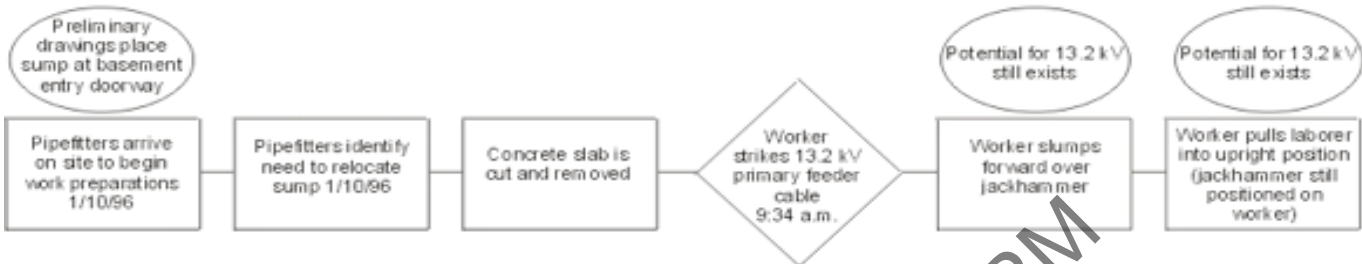 Preliminary
drawings place
sump at basement
entry doorway
Potential for 13.2 kV
still exists
Potential for 13.2 kV
still exists
Pipefitters arrive
on site to begin
work preparations
1/10/96
Pipefitters identify
need to relocate
sump 1/10/96
Concrete slab is
cut and removed
Worker
strikes 13.2 kV
primary feeder
cable
9:34 a.m.
Worker slumps
forward over
jackhammer
Worker pulls laborer
into upright position
(jackhammer still
positioned on
worker)
RM